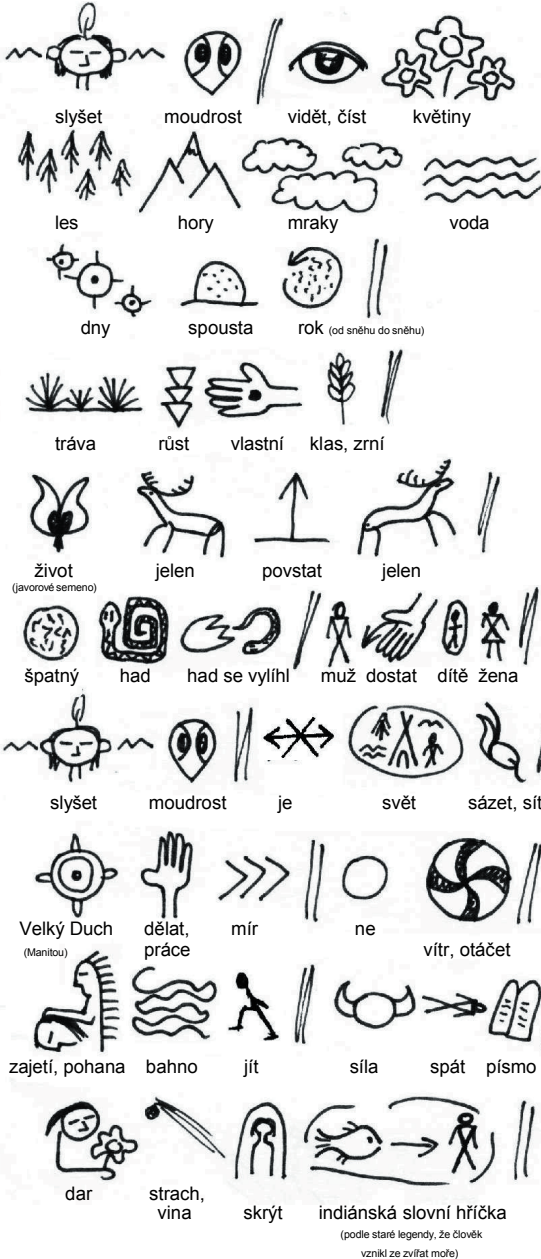 slyšet moudrost vidět, číst květiny
les hory mraky voda
dny spousta rok (od sněhu do sněhu)
tráva růst vlastní klas, zrní
život jelen povstat jelen
(javorové semeno)
špatný had had se vylíhl muž dostat dítě žena
slyšet moudrost je svět sázet, sít
Velký Duch dělat, mír ne
(Manitou) práce vítr, otáčet
zajetí, pohana bahno jít síla spát písmo
dar strach, skrýt indiánská slovní hříčka
vina (podle staré legendy, že člověk
vznikl ze zvířat moře)